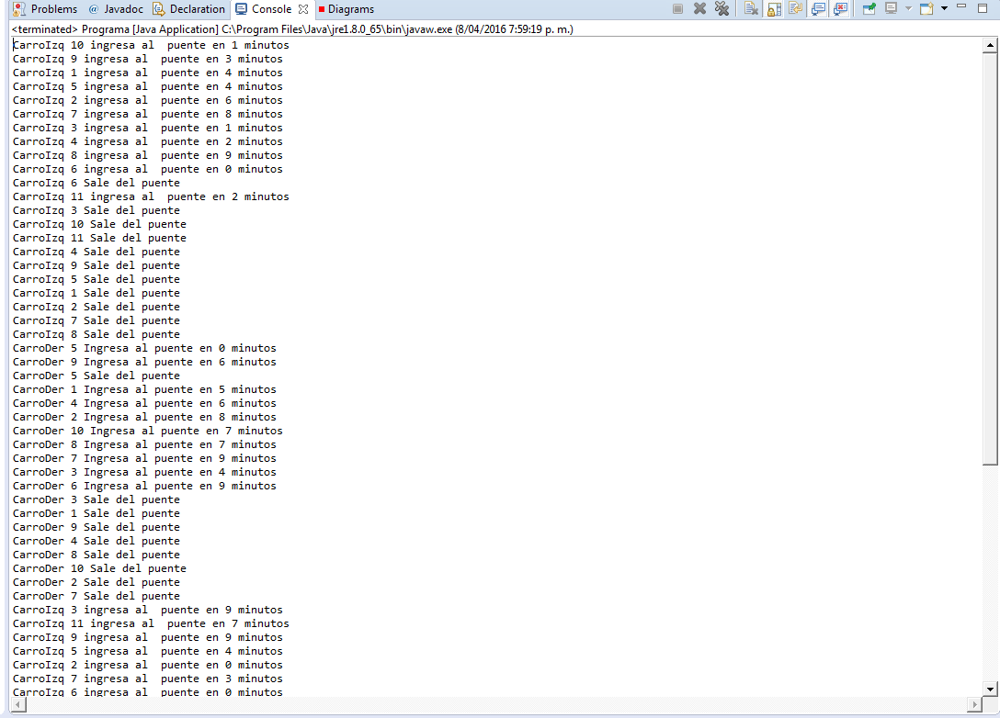 Problems @ Javadoc Declaration Console Diagrams
<terminated> Programa [Java Application] C:\Program Files\Java\jre1.8.0_65\bin\javaw.exe (8/04/2016 7:59:19 p. m.)
CarroIzq 10 ingresa al  puente en 1 minutos
CarroIzq 9 ingresa al  puente en 3 minutos
CarroIzq 1 ingresa al  puente en 4 minutos
CarroIzq 5 ingresa al  puente en 4 minutos
CarroIzq 2 ingresa al  puente en 6 minutos
CarroIzq 7 ingresa al  puente en 8 minutos
CarroIzq 3 ingresa al  puente en 1 minutos
CarroIzq 4 ingresa al  puente en 2 minutos
CarroIzq 8 ingresa al  puente en 9 minutos
CarroIzq 6 ingresa al  puente en 0 minutos
CarroIzq 6 Sale del puente
CarroIzq 11 ingresa al  puente en 2 minutos
CarroIzq 3 Sale del puente
CarroIzq 10 Sale del puente
CarroIzq 11 Sale del puente
CarroIzq 4 Sale del puente
CarroIzq 9 Sale del puente
CarroIzq 5 Sale del puente
CarroIzq 1 Sale del puente
CarroIzq 2 Sale del puente
CarroIzq 7 Sale del puente
CarroIzq 8 Sale del puente
CarroDer 5 Ingresa al puente en 0 minutos
CarroDer 9 Ingresa al puente en 6 minutos
CarroDer 5 Sale del puente
CarroDer 1 Ingresa al puente en 5 minutos
CarroDer 4 Ingresa al puente en 6 minutos
CarroDer 2 Ingresa al puente en 8 minutos
CarroDer 10 Ingresa al puente en 7 minutos
CarroDer 8 Ingresa al puente en 7 minutos
CarroDer 7 Ingresa al puente en 9 minutos
CarroDer 3 Ingresa al puente en 4 minutos
CarroDer 6 Ingresa al puente en 9 minutos
CarroDer 3 Sale del puente
CarroDer 1 Sale del puente
CarroDer 9 Sale del puente
CarroDer 4 Sale del puente
CarroDer 8 Sale del puente
CarroDer 10 Sale del puente
CarroDer 2 Sale del puente
CarroDer 7 Sale del puente
CarroIzq 3 ingresa al  puente en 9 minutos
CarroIzq 11 ingresa al  puente en 7 minutos
CarroIzq 9 ingresa al  puente en 9 minutos
CarroIzq 5 ingresa al  puente en 4 minutos
CarroIzq 2 ingresa al  puente en 0 minutos
CarroIzq 7 ingresa al  puente en 3 minutos
CarroIzq 6 ingresa al  puente en 0 minutos